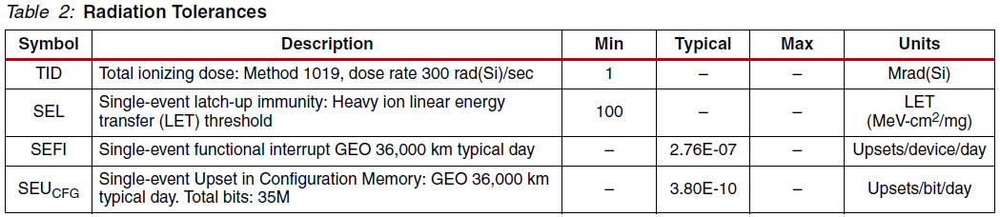 Table 2: Radiation Tolerances
Symbol Description Min Typical Max Units
TID Total ionizing dose: Method 1019, dose rate 300 rad(Si)/sec 1 – – Mrad(Si)
SEL Single-event latch-up immunity: Heavy ion linear energy transfer (LET) threshold 100 – – LET (MeV-cm²/mg)
SEFI Single-event functional interrupt GEO 36,000 km typical day – 2.76E-07 – Upsets/device/day
SEU_CFG Single-event Upset in Configuration Memory: GEO 36,000 km typical day. Total bits: 35M – 3.80E-10 – Upsets/bit/day